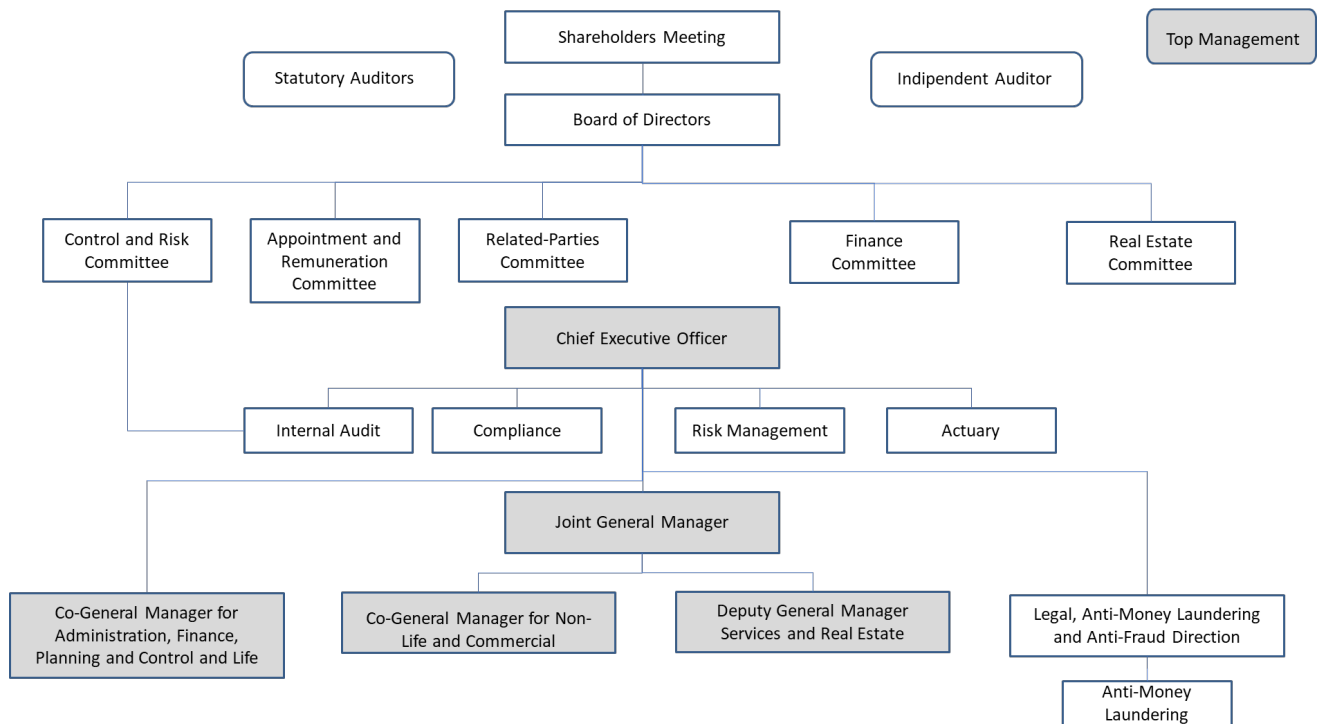 Shareholders Meeting
Top Management
Statutory Auditors
Indipendent Auditor
Board of Directors
Control and Risk
Committee
Appointment and
Remuneration
Committee
Related-Parties
Committee
Finance
Committee
Real Estate
Committee
Chief Executive Officer
Internal Audit
Compliance
Risk Management
Actuary
Joint General Manager
Co-General Manager for
Administration, Finance,
Planning and Control and Life
Co-General Manager for Non-
Life and Commercial
Deputy General Manager
Services and Real Estate
Legal, Anti-Money Laundering
and Anti-Fraud Direction
Anti-Money
Laundering